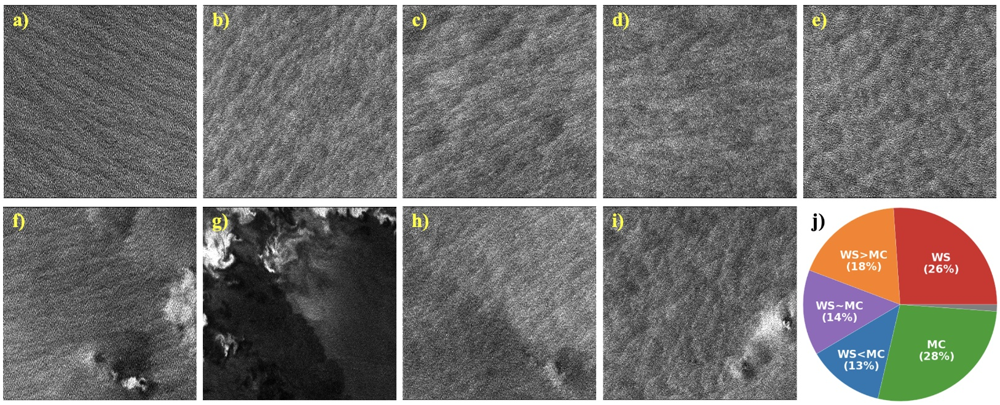 a)
b)
c)
d)
e)
f)
g)
h)
i)
j)
WS>MC
(18%)
WS
(26%)
WS~MC
(14%)
WS<MC
(13%)
MC
(28%)